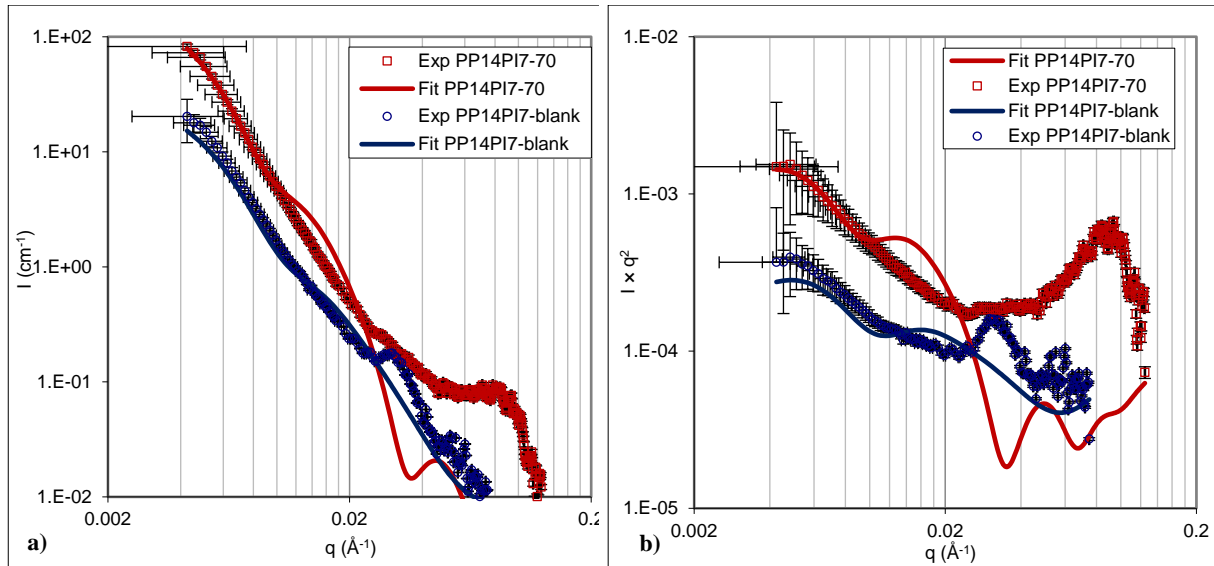 1.E+02
1.E+01
1.E+00
1.E-01
1.E-02
I (cm⁻¹)
0.002
0.02
0.2
q (Å⁻¹)
a)
Exp PP14PI7-70
Fit PP14PI7-70
Exp PP14PI7-blank
Fit PP14PI7-blank
1.E-02
1.E-03
1.E-04
1.E-05
I × q²
0.002
0.02
0.2
q (Å⁻¹)
b)
Fit PP14PI7-70
Exp PP14PI7-70
Fit PP14PI7-blank
Exp PP14PI7-blank